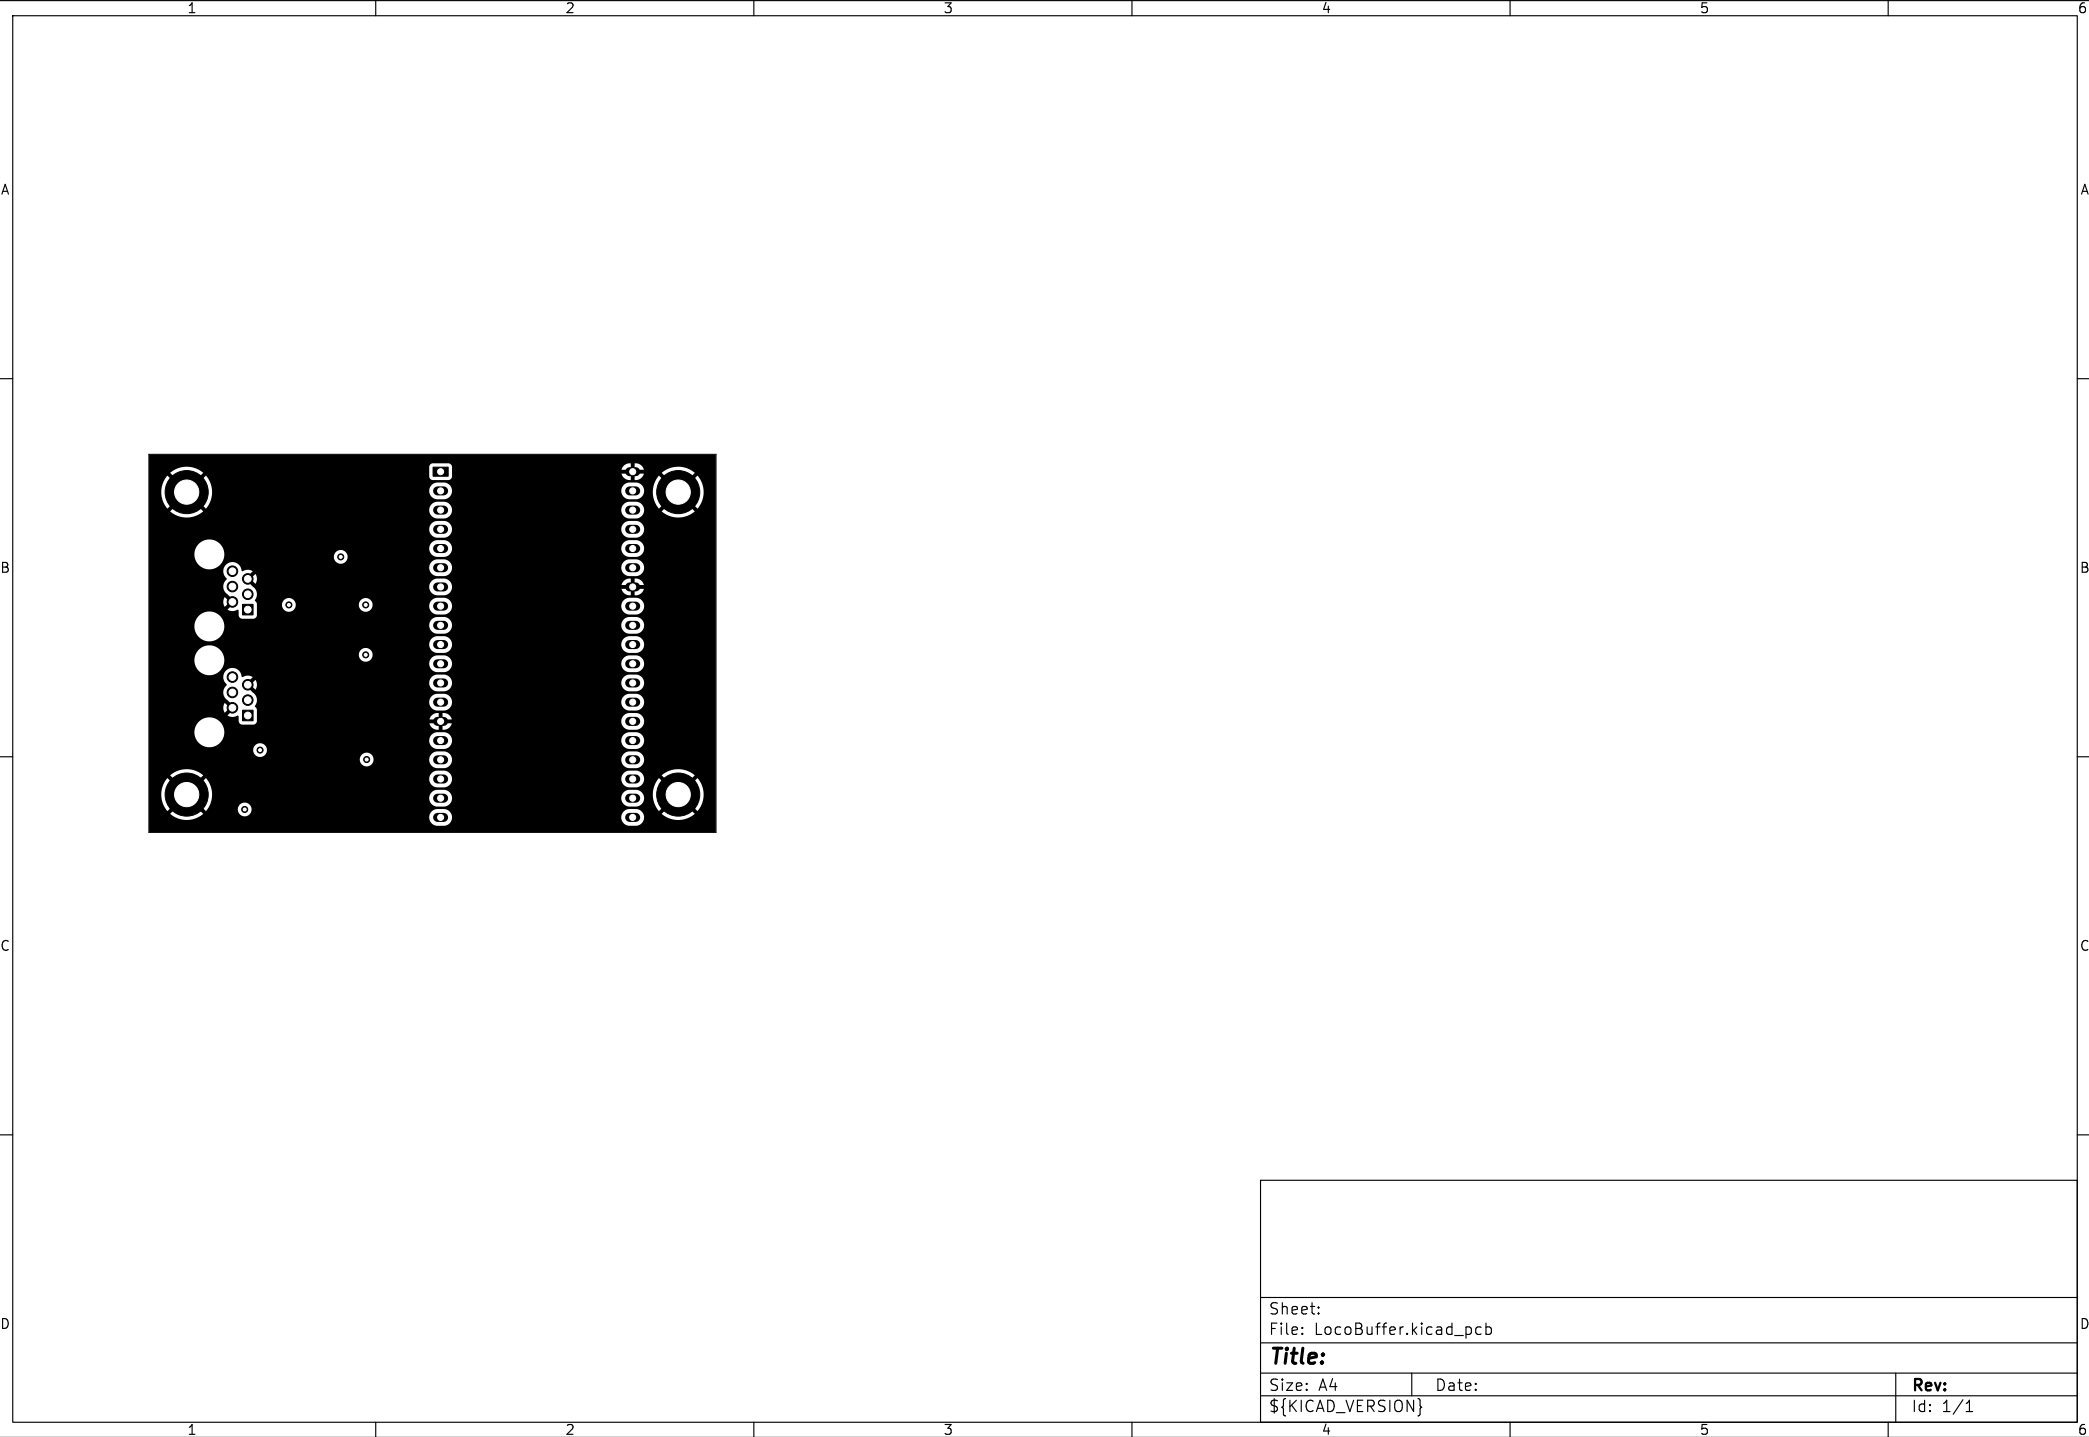 1 2 3 4 5 6
A A
B B
C C
Sheet:
File: LocoBuffer.kicad_pcb
D D
Title:
Size: A4 Date: Rev:
${KICAD_VERSION} Id: 1/1
1 2 3 4 5 6